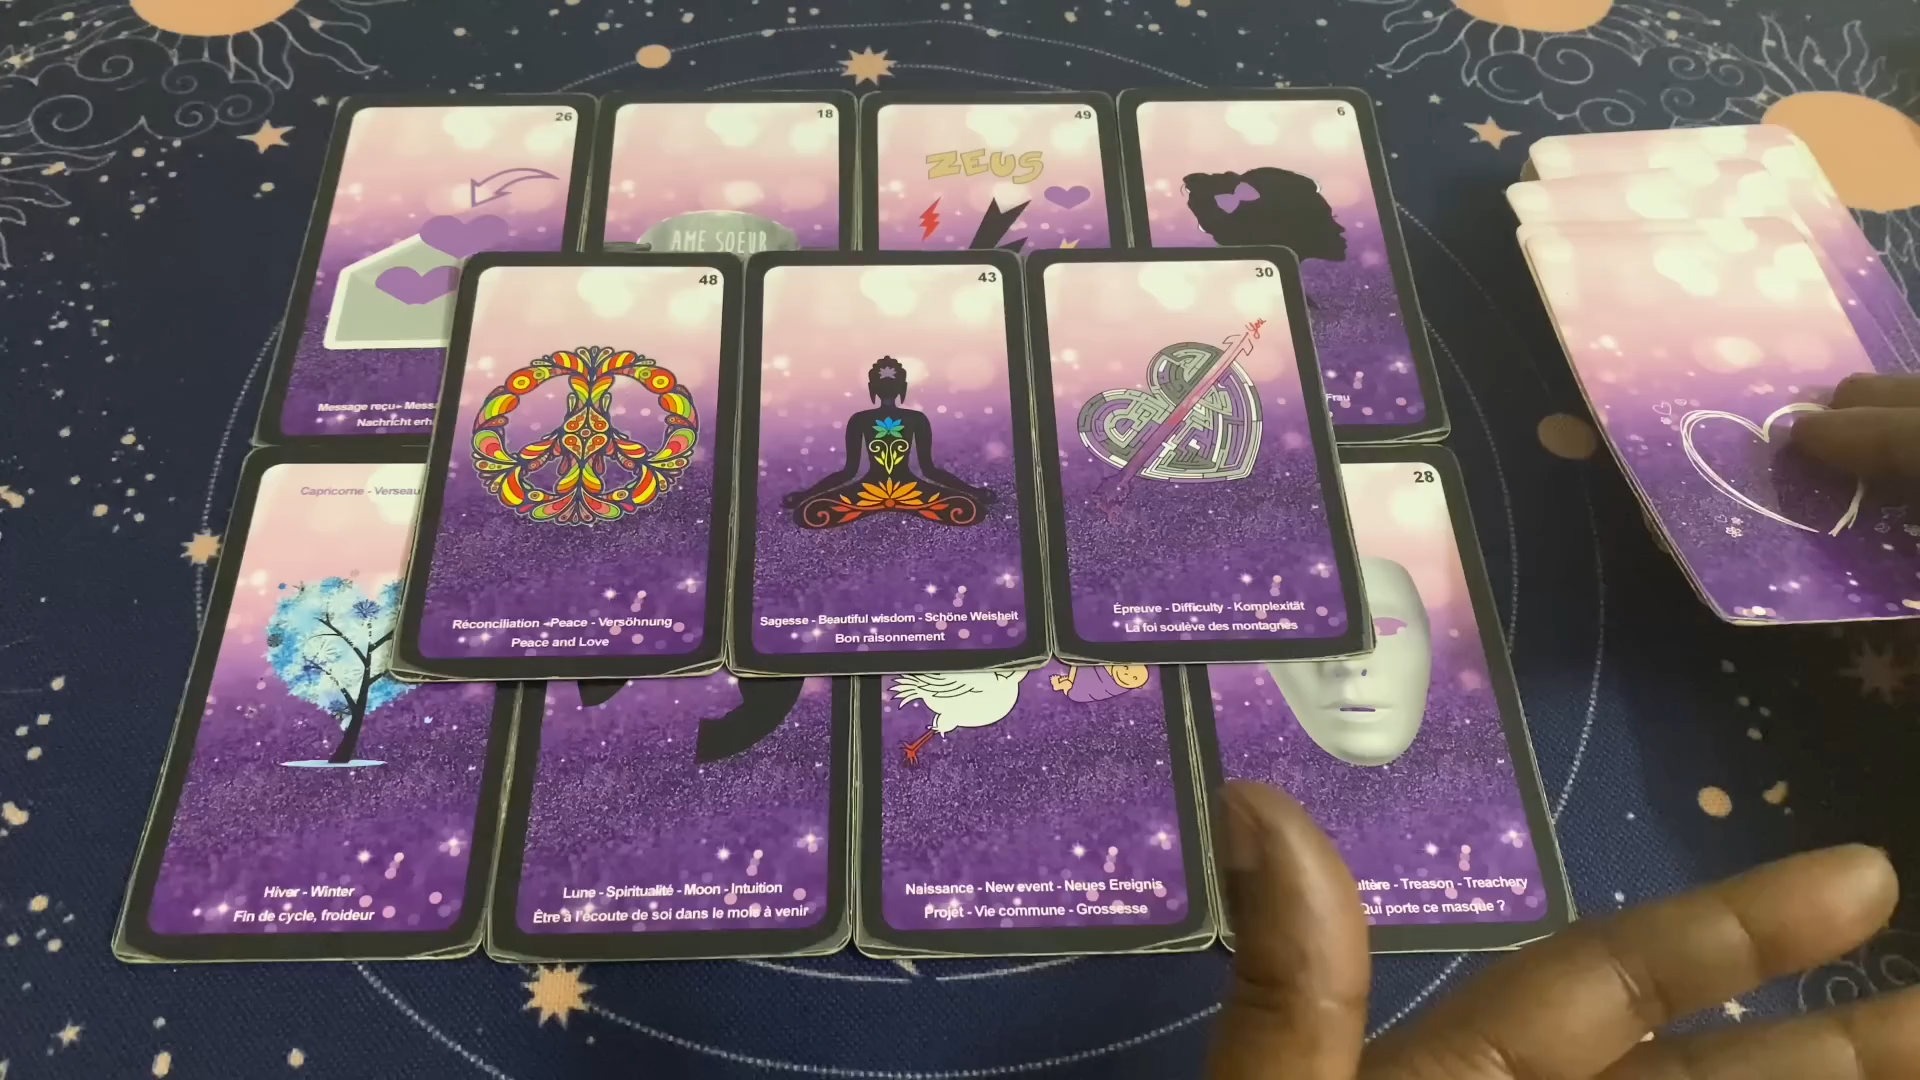 26
18
49
6
ZEUS
AME SOEUR
Message reçu -
Nachricht
Frau
48
43
30
You
Réconciliation - Peace - Versöhnung
Peace and Love
Sagesse - Beautiful wisdom - Schöne Weisheit
Bon raisonnement
Épreuve - Difficulty - Komplexität
La foi soulève des montagnes
Capricorne - Verseau
28
Hiver - Winter
Fin de cycle, froideur
Lune - Spiritualité - Moon - Intuition
Être à l'écoute de soi dans le mois à venir
Naissance - New event - Neues Ereignis
Projet - Vie commune - Grossesse
- Treason - Treachery
Qui porte ce masque ?